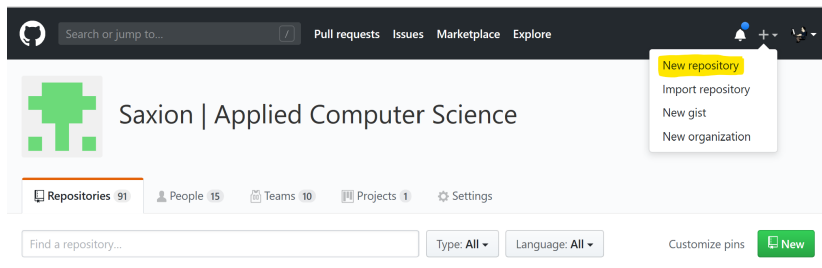 Search or jump to... / Pull requests Issues Marketplace Explore
New repository
Import repository
New gist
New organization
Saxion | Applied Computer Science
Repositories 91 People 15 Teams 10 Projects 1 Settings
Find a repository... Type: All Language: All Customize pins New